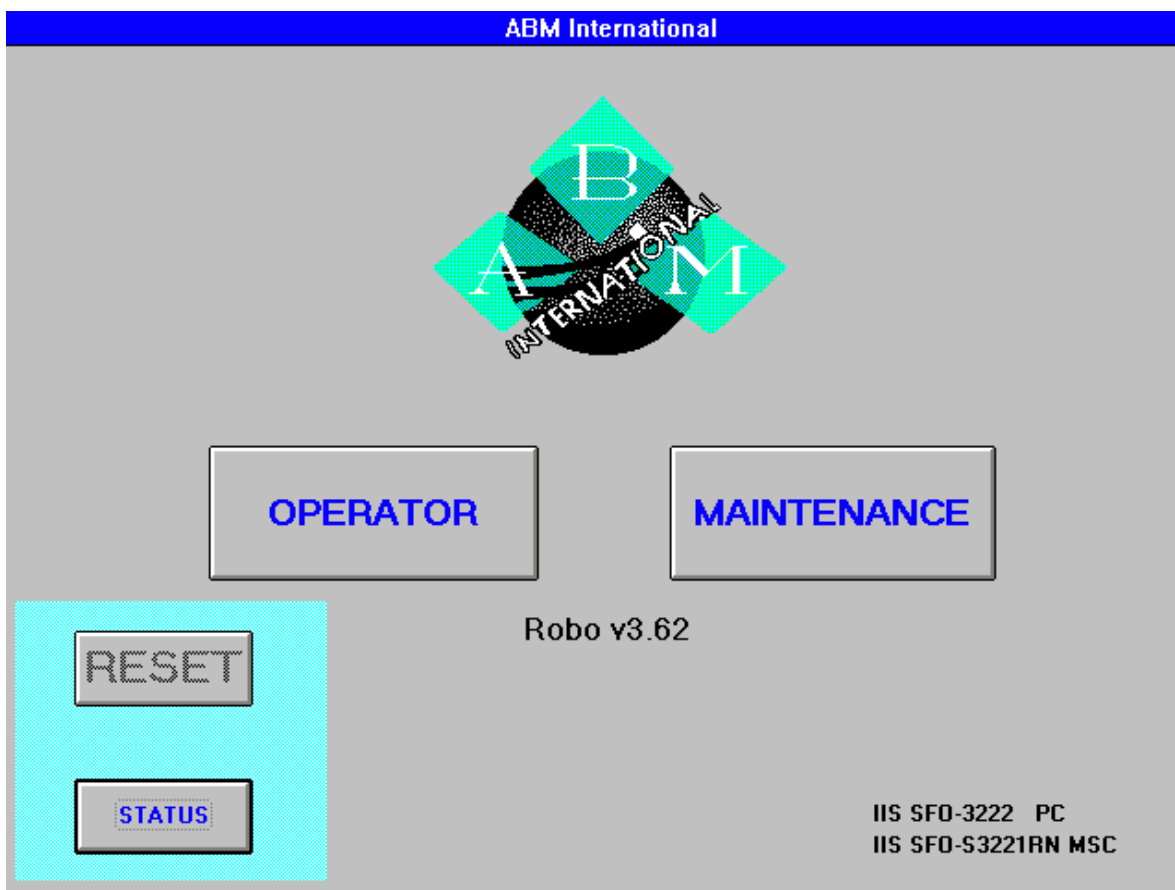 ABM International
B
A M
INTERNATIONAL
OPERATOR MAINTENANCE
Robo v3.62
RESET
STATUS
IIS SFO-3222 PC
IIS SFO-S3221RN MSC